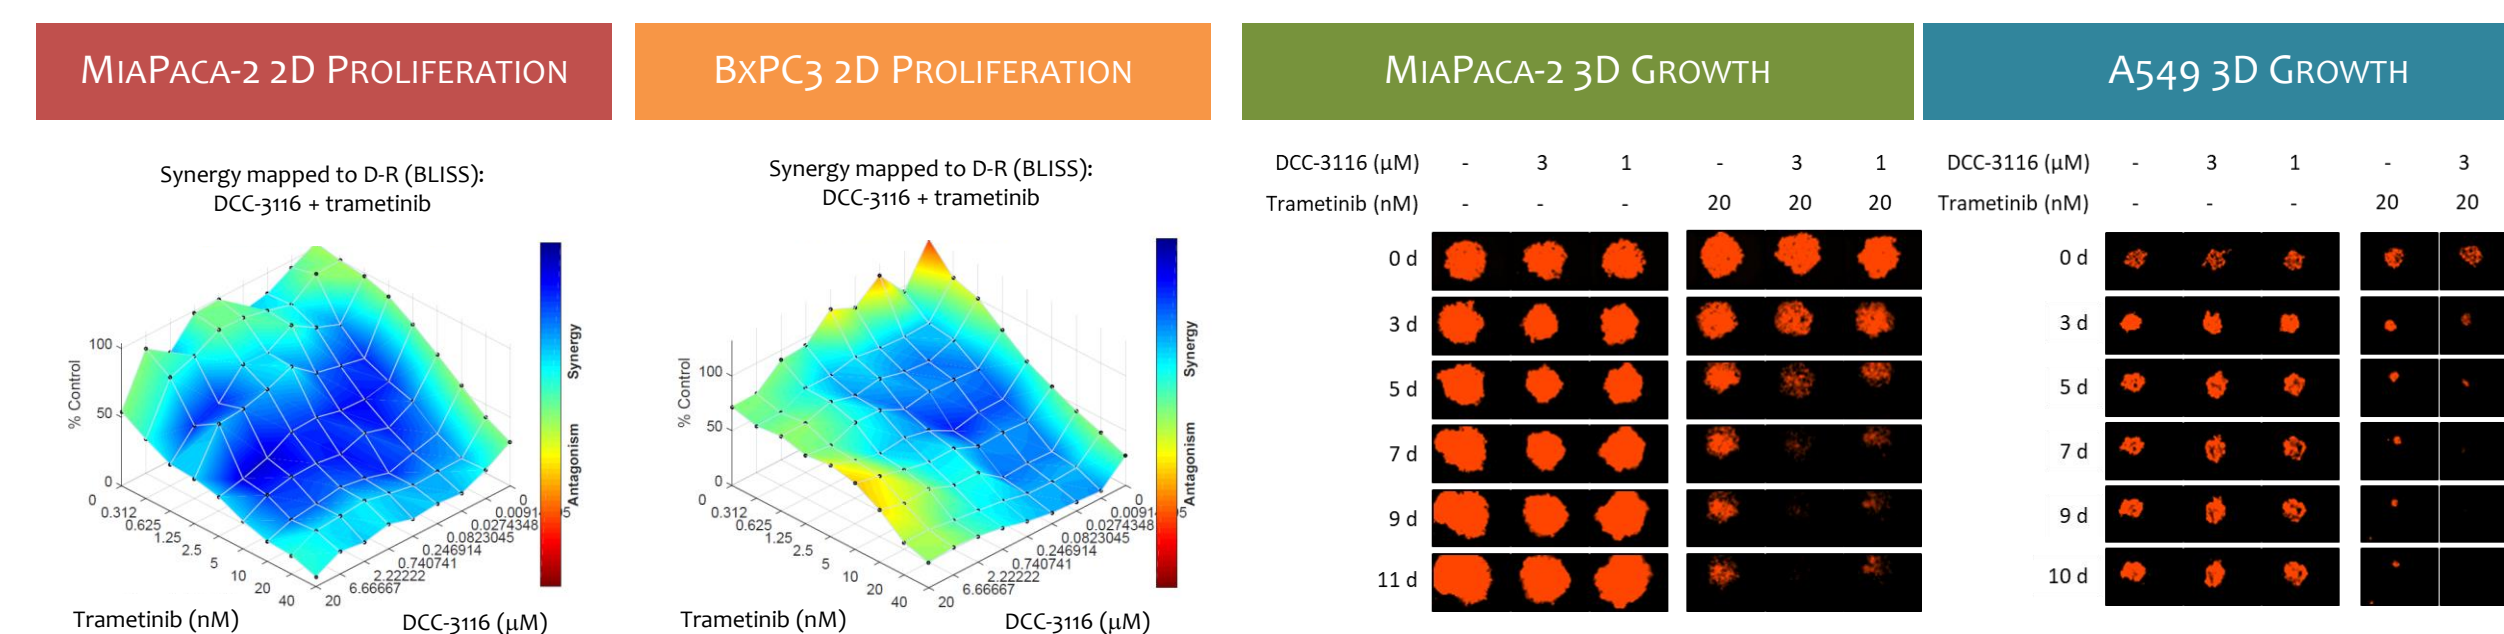 MIAPACA-2 2D PROLIFERATION
Synergy mapped to D-R (BLISS):
DCC-3116 + trametinib
% Control
100
50
0
0
0.312
0.625
1.25
2.5
5
10
20
40
Trametinib (nM)
0
0.0274348
0.0823045
0.246914
0.740741
2.22222
6.66667
20
DCC-3116 (µM)
Synergy
Antagonism
BXPC3 2D PROLIFERATION
Synergy mapped to D-R (BLISS):
DCC-3116 + trametinib
% Control
100
50
0
0
0.312
0.625
1.25
2.5
5
10
20
40
Trametinib (nM)
0
0.0274348
0.0823045
0.246914
0.740741
2.22222
6.66667
20
DCC-3116 (µM)
Synergy
Antagonism
MIAPACA-2 3D GROWTH
DCC-3116 (µM) - 3 1 - 3 1
Trametinib (nM) - - - 20 20 20
0 d
3 d
5 d
7 d
9 d
11 d
A549 3D GROWTH
DCC-3116 (µM) - 3 1 - 3
Trametinib (nM) - - - 20 20
0 d
3 d
5 d
7 d
9 d
10 d